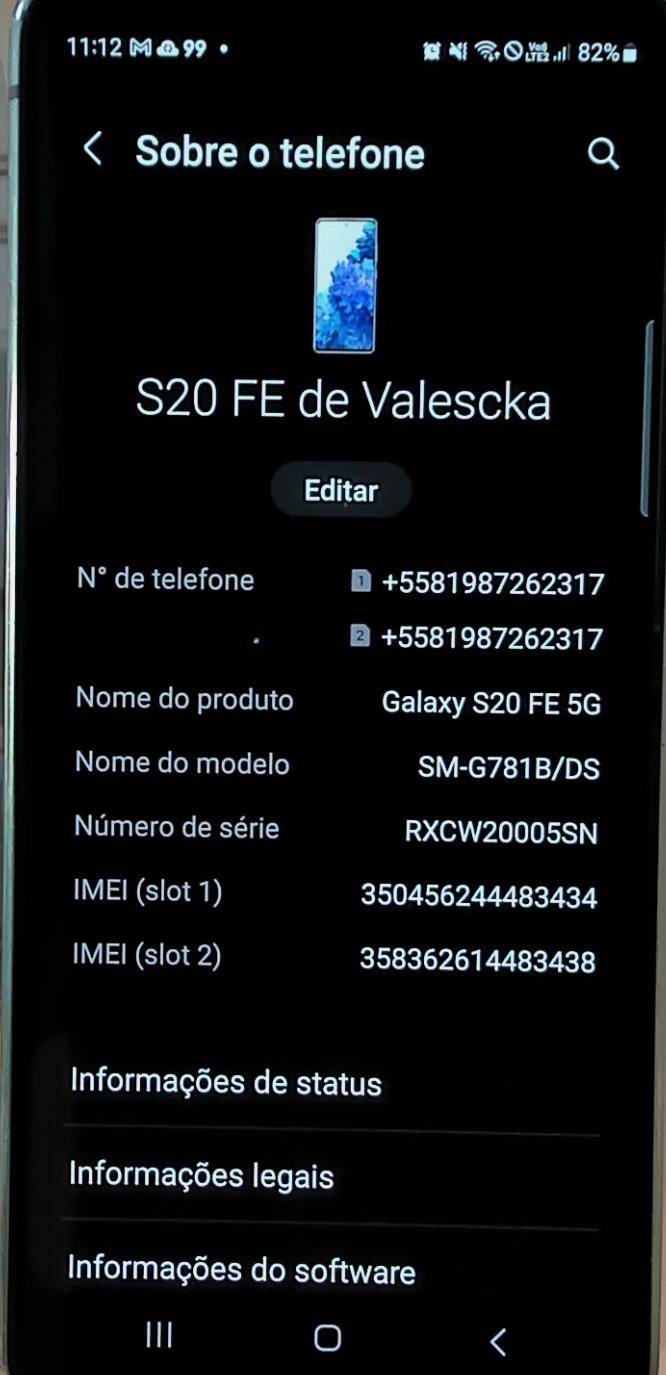 11:12 99
Vo)) LTE2 82%
Sobre o telefone
S20 FE de Valescka
Editar
N° de telefone 1 +5581987262317
2 +5581987262317
Nome do produto Galaxy S20 FE 5G
Nome do modelo SM-G781B/DS
Número de série RXCW20005SN
IMEI (slot 1) 350456244483434
IMEI (slot 2) 358362614483438
Informações de status
Informações legais
Informações do software